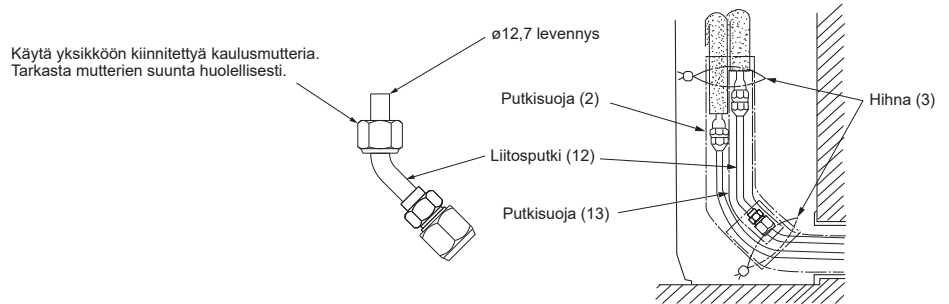 Käytä yksikköön kiinnitettyä kaulusmutteria.
Tarkasta mutterien suunta huolellisesti.
ø12,7 levennys
Putkisuoja (2)
Hihna (3)
Liitosputki (12)
Putkisuoja (13)